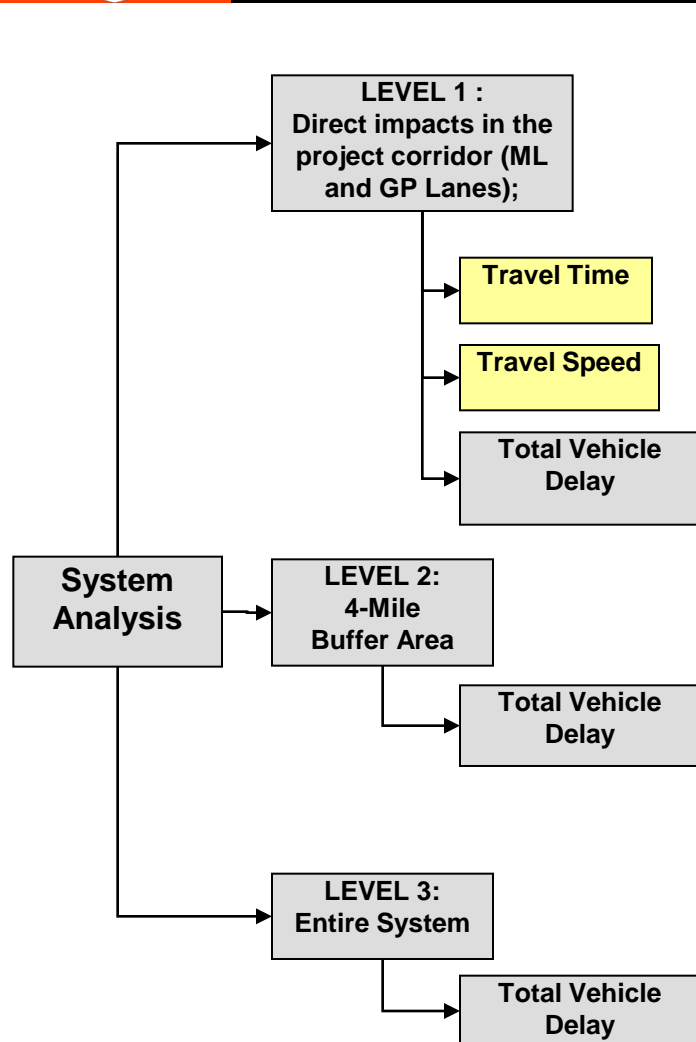 LEVEL 1 :
Direct impacts in the
project corridor (ML
and GP Lanes);
Travel Time
Travel Speed
Total Vehicle
Delay
System
Analysis
LEVEL 2:
4-Mile
Buffer Area
Total Vehicle
Delay
LEVEL 3:
Entire System
Total Vehicle
Delay